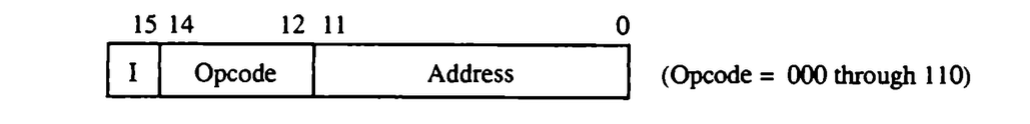 15 14 12 11 0
I Opcode Address (Opcode = 000 through 110)